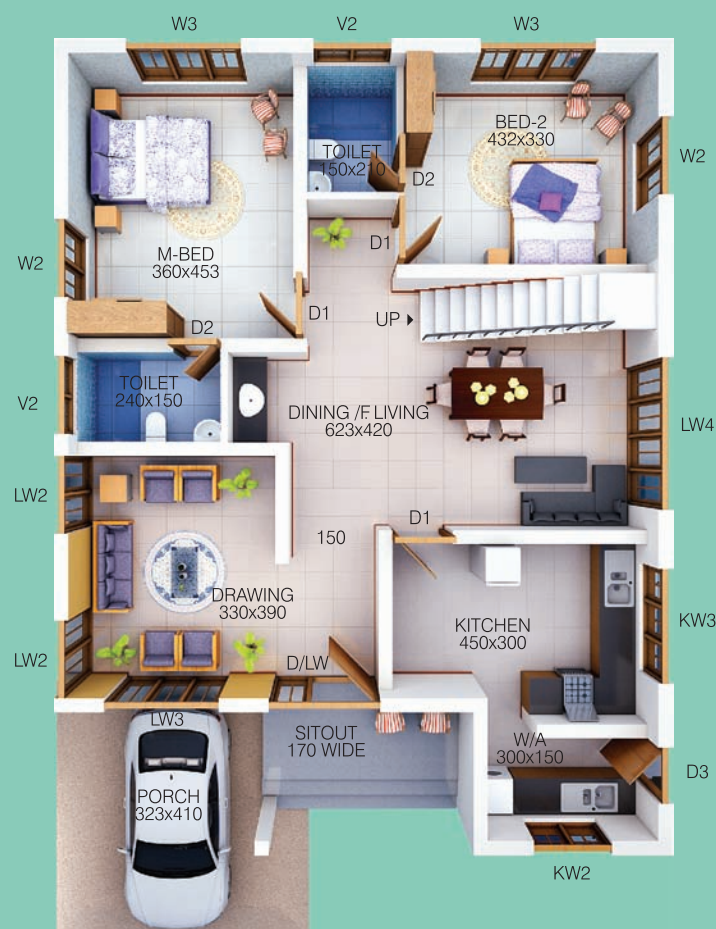 W3
V2
W3
TOILET
150x210
BED-2
432x330
W2
D2
D1
M-BED
360x453
W2
D1
UP
D2
TOILET
240x150
V2
DINING /F. LIVING
623x420
LW4
LW2
D1
150
DRAWING
330x390
KITCHEN
450x300
KW3
LW2
D/LW
LW3
SITOUT
170 WIDE
W/A
300x150
D3
PORCH
323x410
KW2